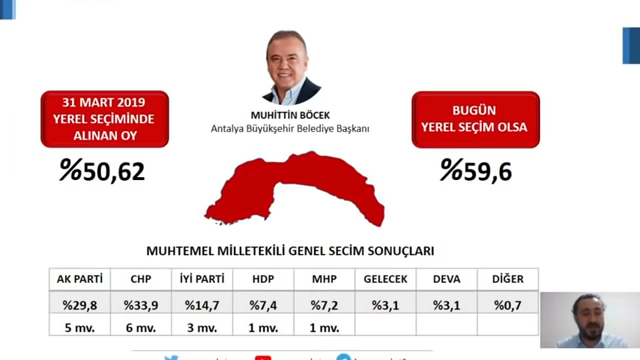 31 MART 2019
YEREL SEÇİMİNDE
ALINAN OY
%50,62
MUHİTTİN BÖCEK
Antalya Büyükşehir Belediye Başkanı
BUGÜN
YEREL SEÇİM OLSA
%59,6
MUHTEMEL MİLLETEKİLİ GENEL SECİM SONUÇLARI
AK PARTİ CHP İYİ PARTİ HDP MHP GELECEK DEVA DİĞER
%29,8 %33,9 %14,7 %7,4 %7,2 %3,1 %3,1 %0,7
5 mv. 6 mv. 3 mv. 1 mv. 1 mv.